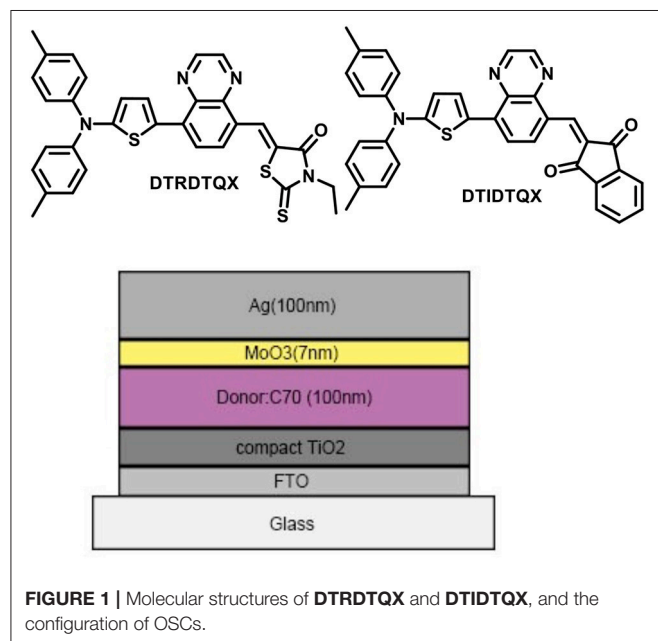 N
N
N
S
O
S
N
S
DTRDTQX
N
N
N
S
O
O
DTIDTQX
Ag(100nm)
MoO3(7nm)
Donor:C70 (100nm)
compact TiO2
FTO
Glass
FIGURE 1 | Molecular structures of DTRDTQX and DTIDTQX, and the
configuration of OSCs.